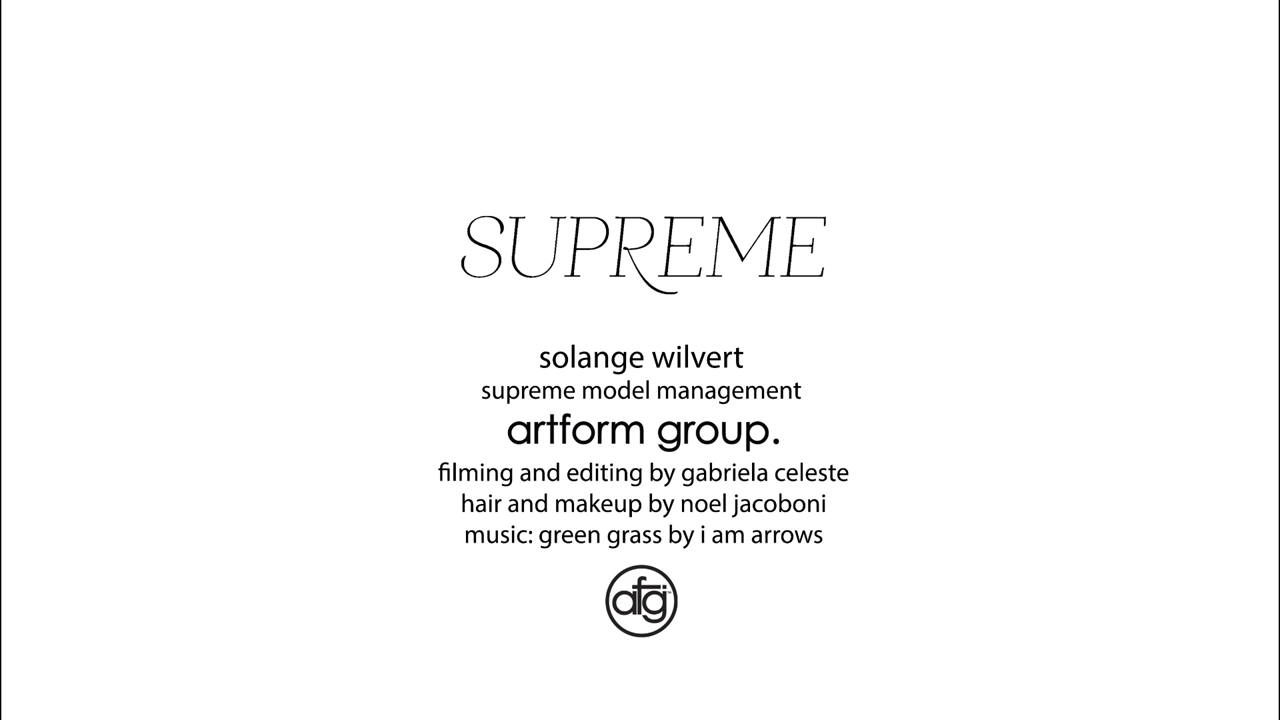 SUPREME
solange wilvert
supreme model management
artform group.
filming and editing by gabriela celeste
hair and makeup by noel jacoboni
music: green grass by i am arrows
afg